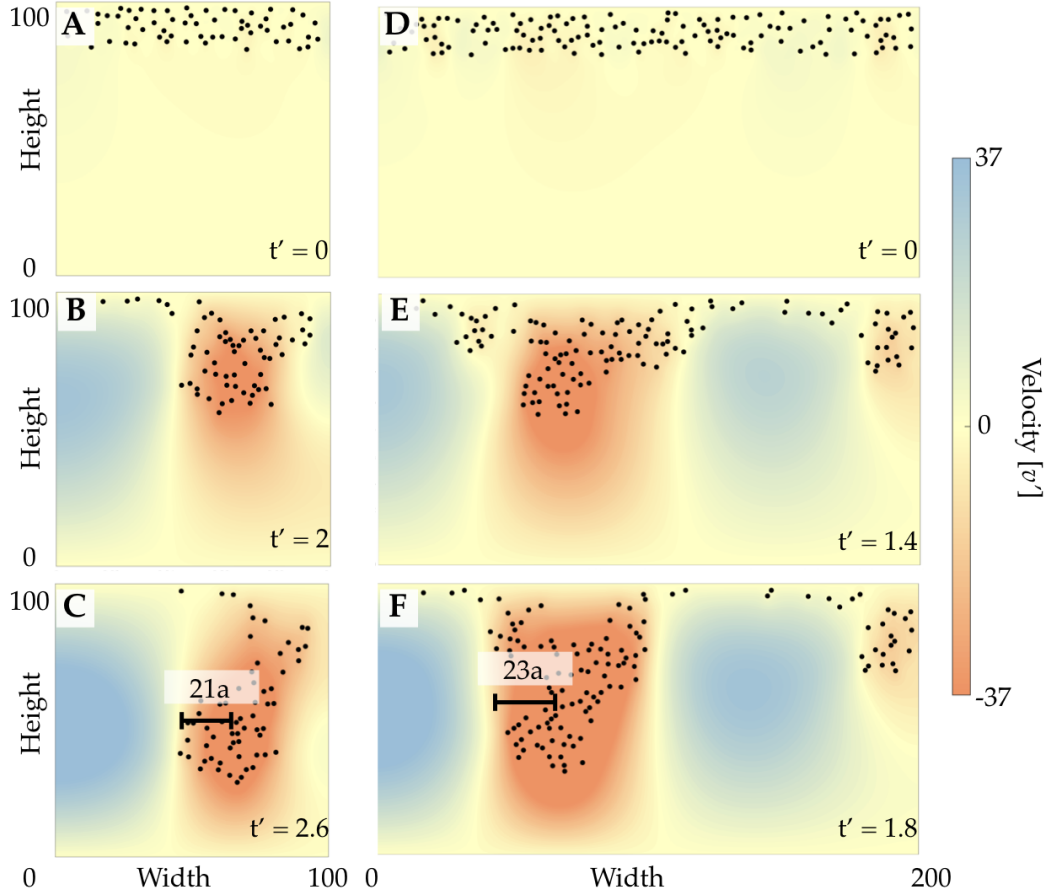 100
A
D
Height
t′ = 0
t′ = 0
0
37
100
B
E
Height
0
Velocity [v′]
t′ = 2
t′ = 1.4
0
-37
100
C
F
21a
23a
Height
t′ = 2.6
t′ = 1.8
0
Width
100
0
Width
200